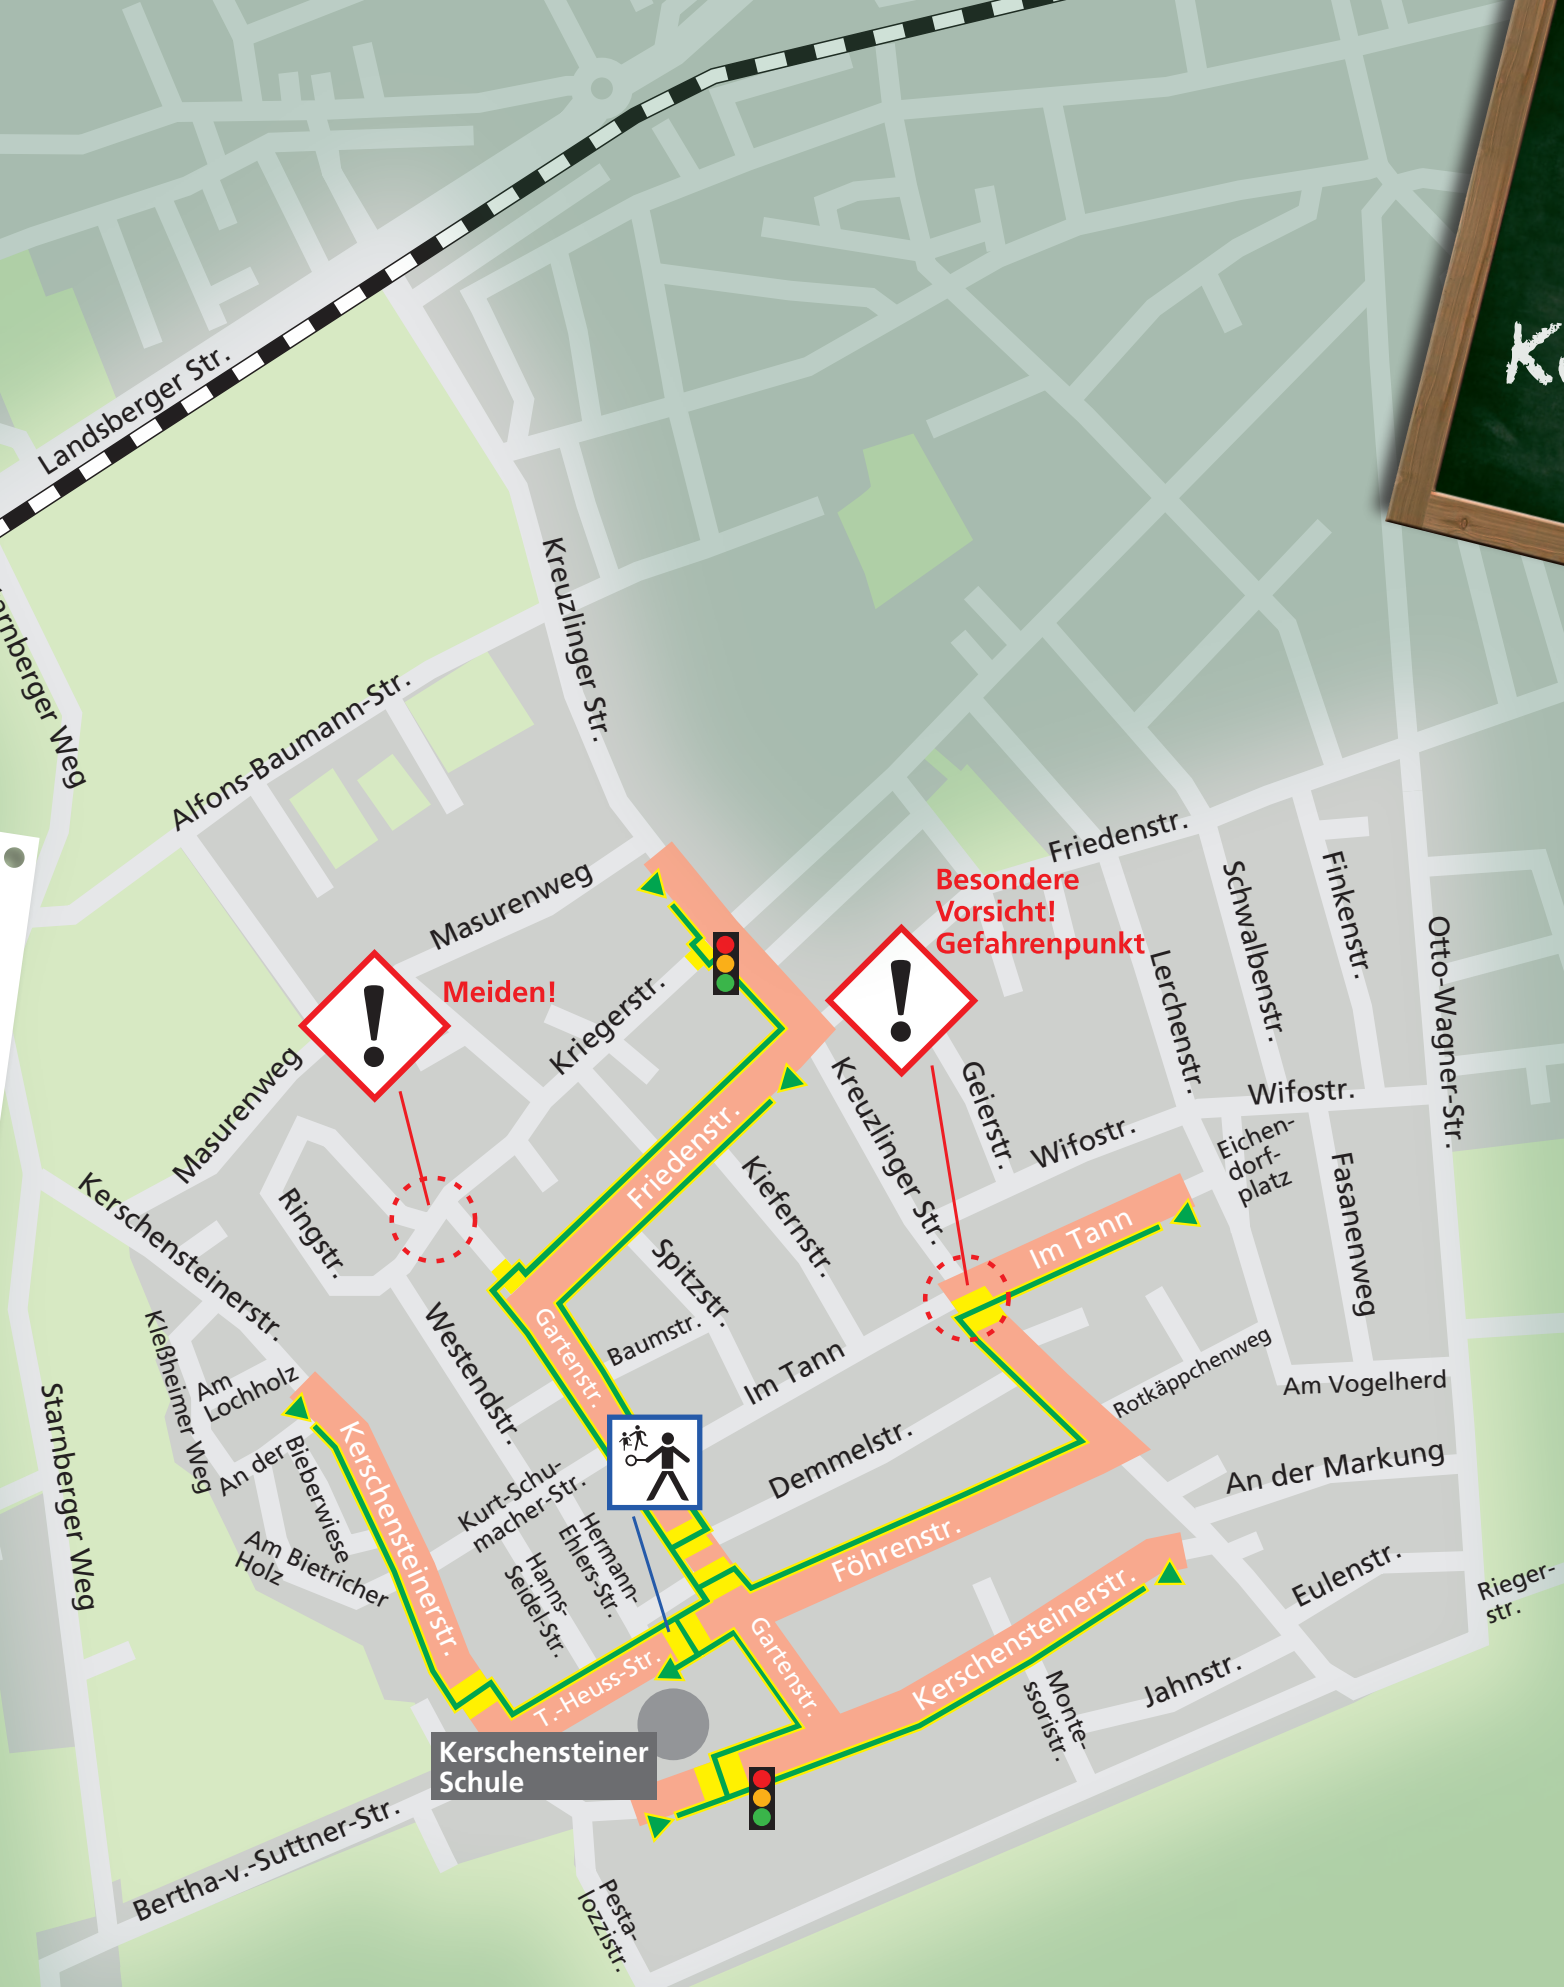 Landsberger Str.
Kreuzlinger Str.
Alfons-Baumann-Str.
Friedenstr.
Masurenweg
Besondere
Vorsicht!
Gefahrenpunkt
Schwalbenstr.
Finkenstr.
Otto-Wagner-Str.
Meiden!
Kriegerstr.
Lerchenstr.
Masurenweg
Kreuzlinger Str.
Geierstr.
Wifostr.
Wifostr.
Eichen-
dorf-
platz
Friedenstr.
Kiefernstr.
Fasanenweg
Kerschensteinerstr.
Ringstr.
Im Tann
Spitzstr.
Westendstr.
Gartenstr.
Baumstr.
Im Tann
Rotkäppchenweg
Am Vogelherd
Kleßheimer Weg
Am
Lochholz
Starnberger Weg
An der
Bieberwiese
Kerschensteinerstr.
Kurt-Schu-
macher-Str.
Demmelstr.
An der Markung
Am Bietricher
Holz
Hermann-
Ehlers-Str.
Hanns-
Seidel-Str.
Föhrenstr.
Eulenstr.
Rieger-
str.
T.-Heuss-Str.
Gartenstr.
Kerschensteinerstr.
Monte-
ssoristr.
Jahnstr.
Kerschensteiner
Schule
Bertha-v.-Suttner-Str.
Pesta-
lozzistr.